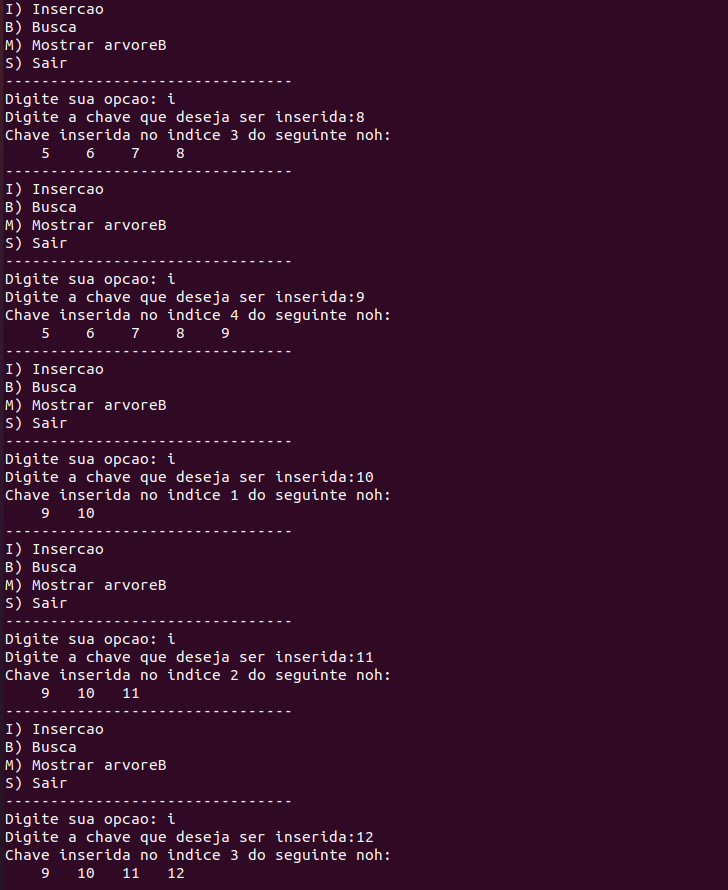 I) Insercao
B) Busca
M) Mostrar arvoreB
S) Sair
--------------------------------
Digite sua opcao: i
Digite a chave que deseja ser inserida:8
Chave inserida no indice 3 do seguinte noh:
    5    6    7    8
--------------------------------
I) Insercao
B) Busca
M) Mostrar arvoreB
S) Sair
--------------------------------
Digite sua opcao: i
Digite a chave que deseja ser inserida:9
Chave inserida no indice 4 do seguinte noh:
    5    6    7    8    9
--------------------------------
I) Insercao
B) Busca
M) Mostrar arvoreB
S) Sair
--------------------------------
Digite sua opcao: i
Digite a chave que deseja ser inserida:10
Chave inserida no indice 1 do seguinte noh:
    9   10
--------------------------------
I) Insercao
B) Busca
M) Mostrar arvoreB
S) Sair
--------------------------------
Digite sua opcao: i
Digite a chave que deseja ser inserida:11
Chave inserida no indice 2 do seguinte noh:
    9   10   11
--------------------------------
I) Insercao
B) Busca
M) Mostrar arvoreB
S) Sair
--------------------------------
Digite sua opcao: i
Digite a chave que deseja ser inserida:12
Chave inserida no indice 3 do seguinte noh:
    9   10   11   12